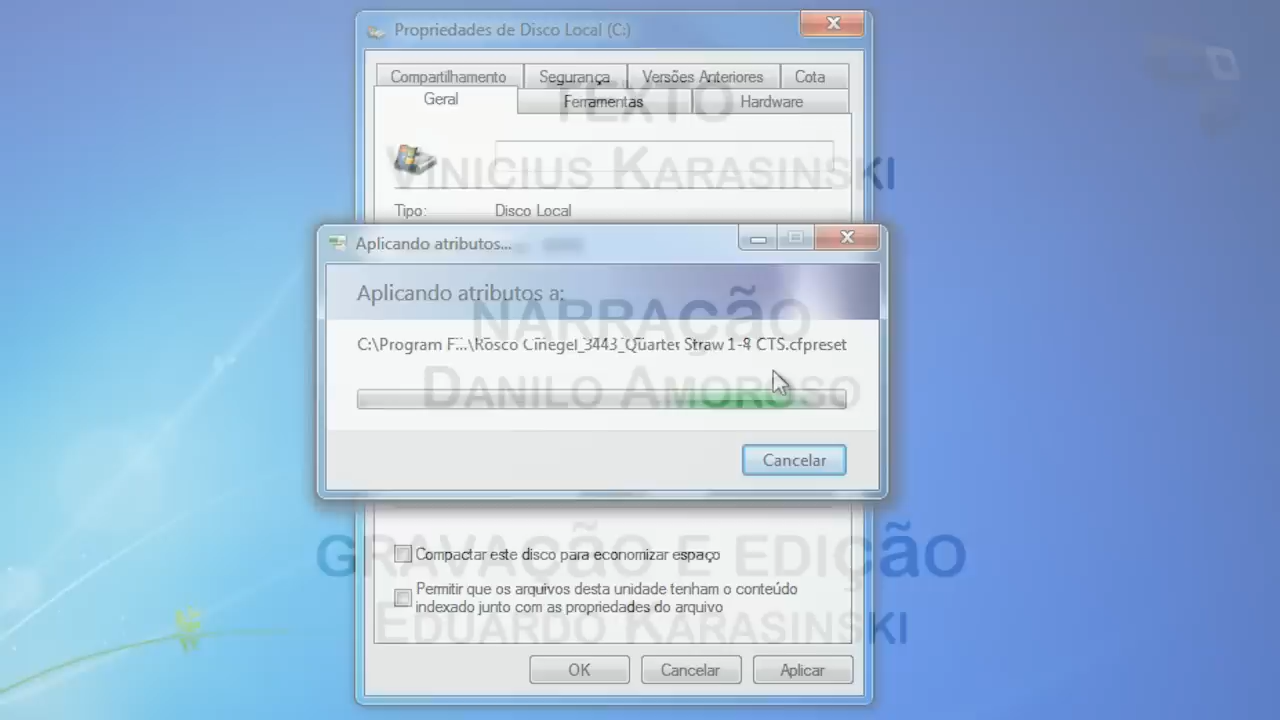 Propriedades de Disco Local (C:)
Compartilhamento
Segurança
Versões Anteriores
Cota
Geral
Ferramentas
Hardware
TEXTO
VINICIUS KARASINSKI
Tipo:
Disco Local
Aplicando atributos...
Aplicando atributos a:
NARRAÇÃO
C:\Program F...\Rosco Cinegel_3443_Quarter Straw 1-8 CTS.cfpreset
DANILO AMOROSO
Cancelar
GRAVAÇÃO E EDIÇÃO
Compactar este disco para economizar espaço
Permitir que os arquivos desta unidade tenham o conteúdo
indexado junto com as propriedades do arquivo
EDUARDO KARASINSKI
OK
Cancelar
Aplicar